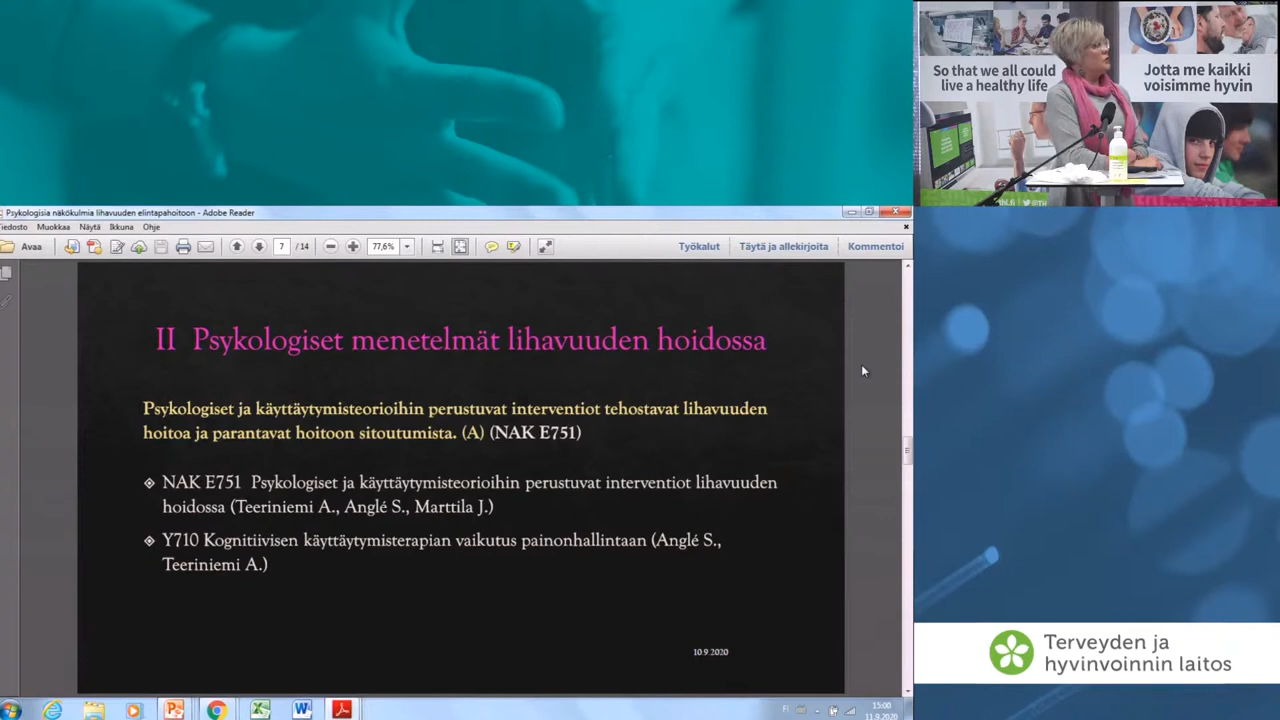 So that we all could
live a healthy life
Jotta me kaikki
voisimme hyvin
Psykologisia näkökulmia lihavuuden elintapahoitoon - Adobe Reader
Muokkaa Näytä Ikkuna Ohje
Avaa 7 / 14 77,6% Työkalut Täytä ja allekirjoita Kommentoi
II Psykologiset menetelmät lihavuuden hoidossa
Psykologiset ja käyttäytymisteorioihin perustuvat interventiot tehostavat lihavuuden
hoitoa ja parantavat hoitoon sitoutumista. (A) (NAK E751)
NAK E751 Psykologiset ja käyttäytymisteorioihin perustuvat interventiot lihavuuden
hoidossa (Teeriniemi A., Anglé S., Marttila J.)
Y710 Kognitiivisen käyttäytymisterapian vaikutus painonhallintaan (Anglé S.,
Teeriniemi A.)
10.9.2020
Terveyden ja
hyvinvoinnin laitos
FI 15:00
11.9.2020